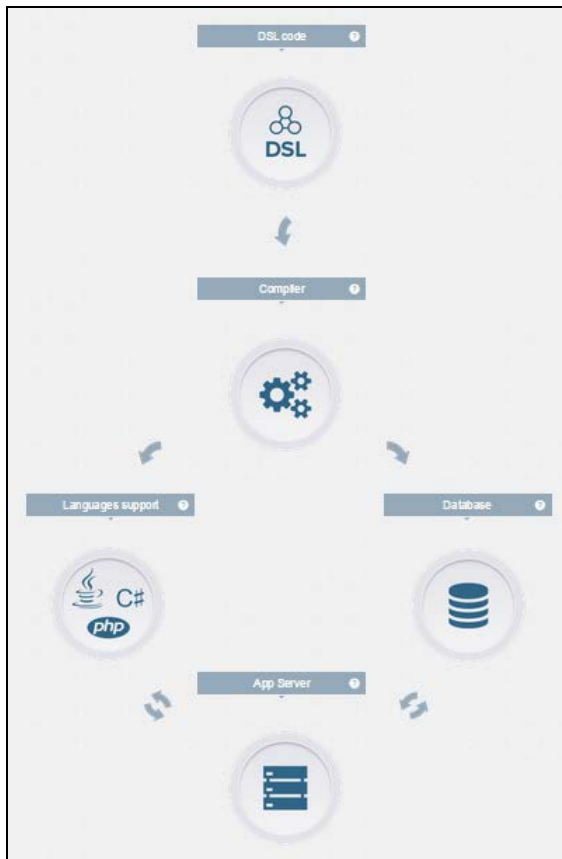 DSL code ?
DSL
Compiler ?
Languages support ?
Database ?
C#
php
App Server ?